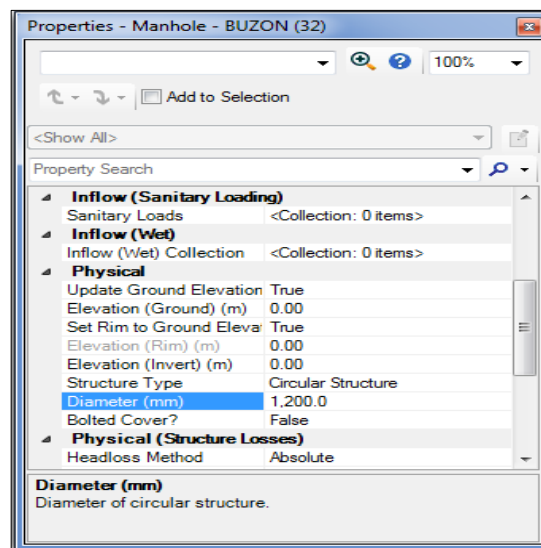 Properties - Manhole - BUZON (32)
100%
Add to Selection
<Show All>
Property Search
Inflow (Sanitary Loading)
Sanitary Loads <Collection: 0 items>
Inflow (Wet)
Inflow (Wet) Collection <Collection: 0 items>
Physical
Update Ground Elevation True
Elevation (Ground) (m) 0.00
Set Rim to Ground Eleva True
Elevation (Rim) (m) 0.00
Elevation (Invert) (m) 0.00
Structure Type Circular Structure
Diameter (mm) 1,200.0
Bolted Cover? False
Physical (Structure Losses)
Headloss Method Absolute
Diameter (mm)
Diameter of circular structure.